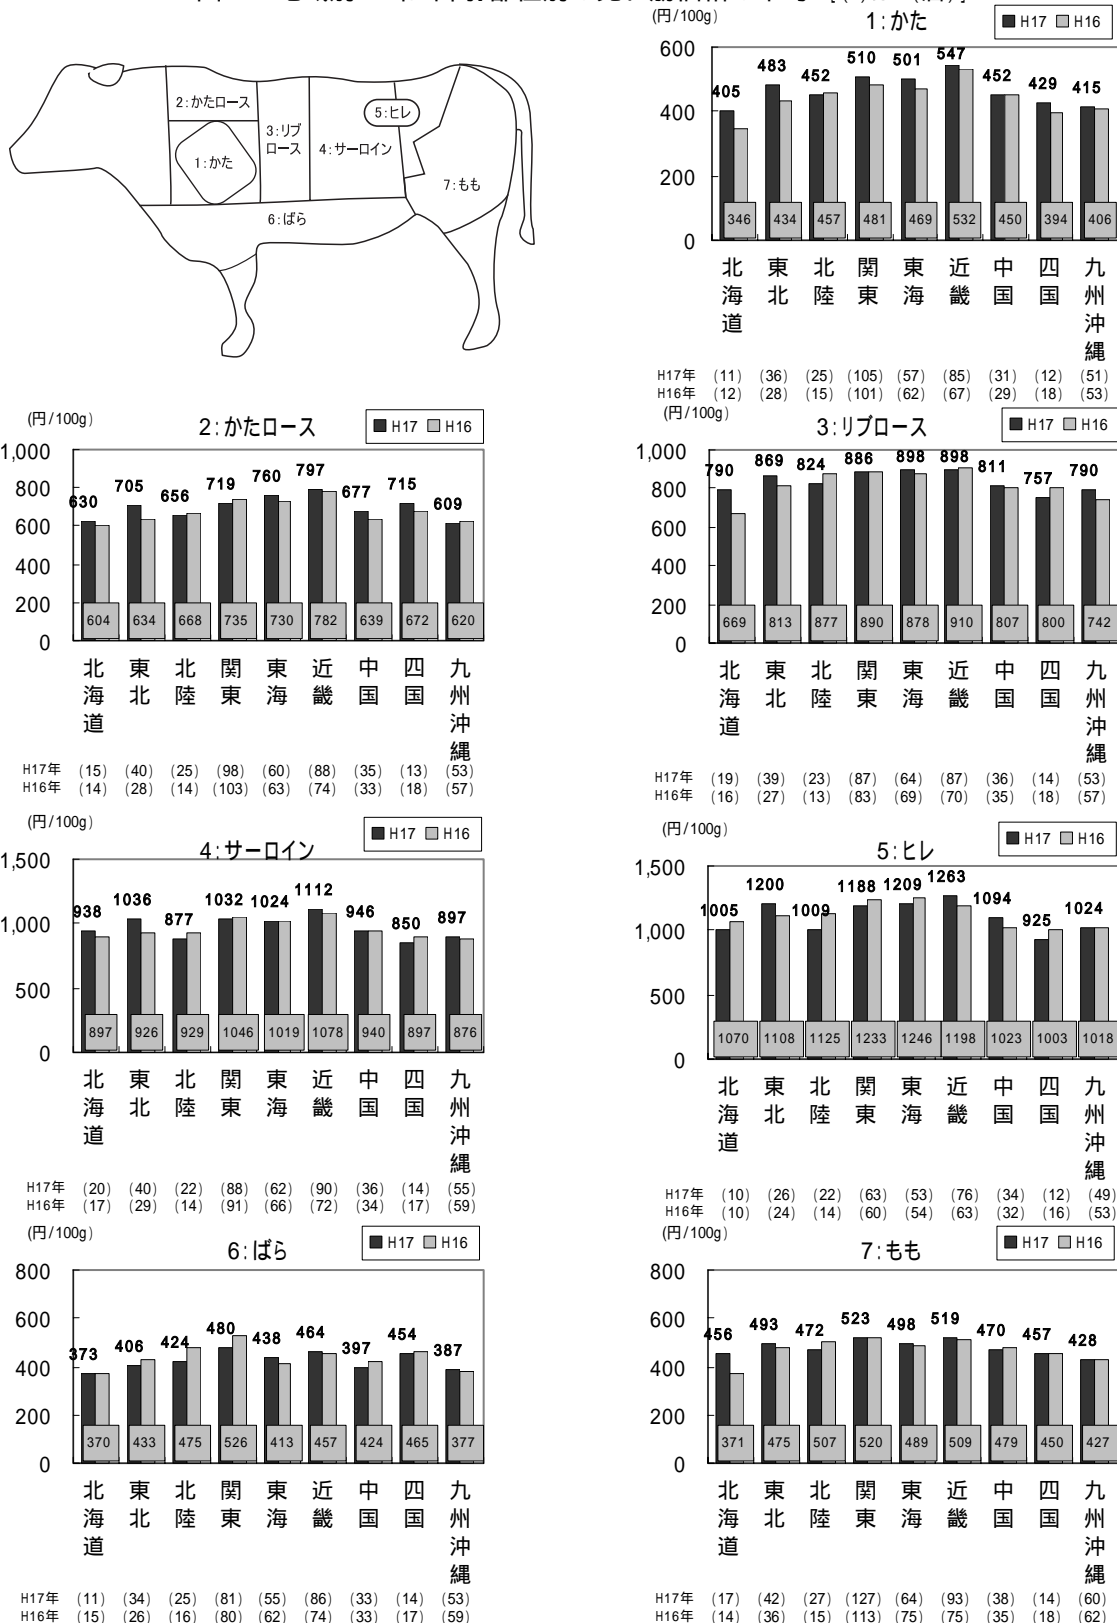 (円/100g)
1:かた
H17 H16
2:かたロース
3:リブ
ロース
5:ヒレ
4:サーロイン
1:かた
7:もも
6:ばら
600
400
200
0
405 483 452 510 501 547 452 429 415
346 434 457 481 469 532 450 394 406
北海道 東北 北陸 関東 東海 近畿 中国 四国 九州沖縄
H17年 (11) (36) (25) (105) (57) (85) (31) (12) (51)
H16年 (12) (28) (15) (101) (62) (67) (29) (18) (53)
(円/100g)
2:かたロース
H17 H16
1,000
800
600
400
200
0
630 705 656 719 760 797 677 715 609
604 634 668 735 730 782 639 672 620
北海道 東北 北陸 関東 東海 近畿 中国 四国 九州沖縄
H17年 (15) (40) (25) (98) (60) (88) (35) (13) (53)
H16年 (14) (28) (14) (103) (63) (74) (33) (18) (57)
(円/100g)
3:リブロース
H17 H16
1,000
800
600
400
200
0
790 869 824 886 898 898 811 757 790
669 813 877 890 878 910 807 800 742
北海道 東北 北陸 関東 東海 近畿 中国 四国 九州沖縄
H17年 (19) (39) (23) (87) (64) (87) (36) (14) (53)
H16年 (16) (27) (13) (83) (69) (70) (35) (18) (57)
(円/100g)
4:サーロイン
H17 H16
1,500
1,000
500
0
938 1036 877 1032 1024 1112 946 850 897
897 926 929 1046 1019 1078 940 897 876
北海道 東北 北陸 関東 東海 近畿 中国 四国 九州沖縄
H17年 (20) (40) (22) (88) (62) (90) (36) (14) (55)
H16年 (17) (29) (14) (91) (66) (72) (34) (17) (59)
(円/100g)
5:ヒレ
H17 H16
1,500
1,000
500
0
1005 1200 1009 1188 1209 1263 1094 925 1024
1070 1108 1125 1233 1246 1198 1023 1003 1018
北海道 東北 北陸 関東 東海 近畿 中国 四国 九州沖縄
H17年 (10) (26) (22) (63) (53) (76) (34) (12) (49)
H16年 (10) (24) (14) (60) (54) (63) (32) (16) (53)
(円/100g)
6:ばら
H17 H16
800
600
400
200
0
373 406 424 480 438 464 397 454 387
370 433 475 526 413 457 424 465 377
北海道 東北 北陸 関東 東海 近畿 中国 四国 九州沖縄
H17年 (11) (34) (25) (81) (55) (86) (33) (14) (53)
H16年 (15) (26) (16) (80) (62) (74) (33) (17) (59)
(円/100g)
7:もも
H17 H16
800
600
400
200
0
456 493 472 523 498 519 470 457 428
371 475 507 520 489 509 479 450 427
北海道 東北 北陸 関東 東海 近畿 中国 四国 九州沖縄
H17年 (17) (42) (27) (127) (64) (93) (38) (14) (60)
H16年 (14) (36) (15) (113) (75) (75) (35) (18) (62)